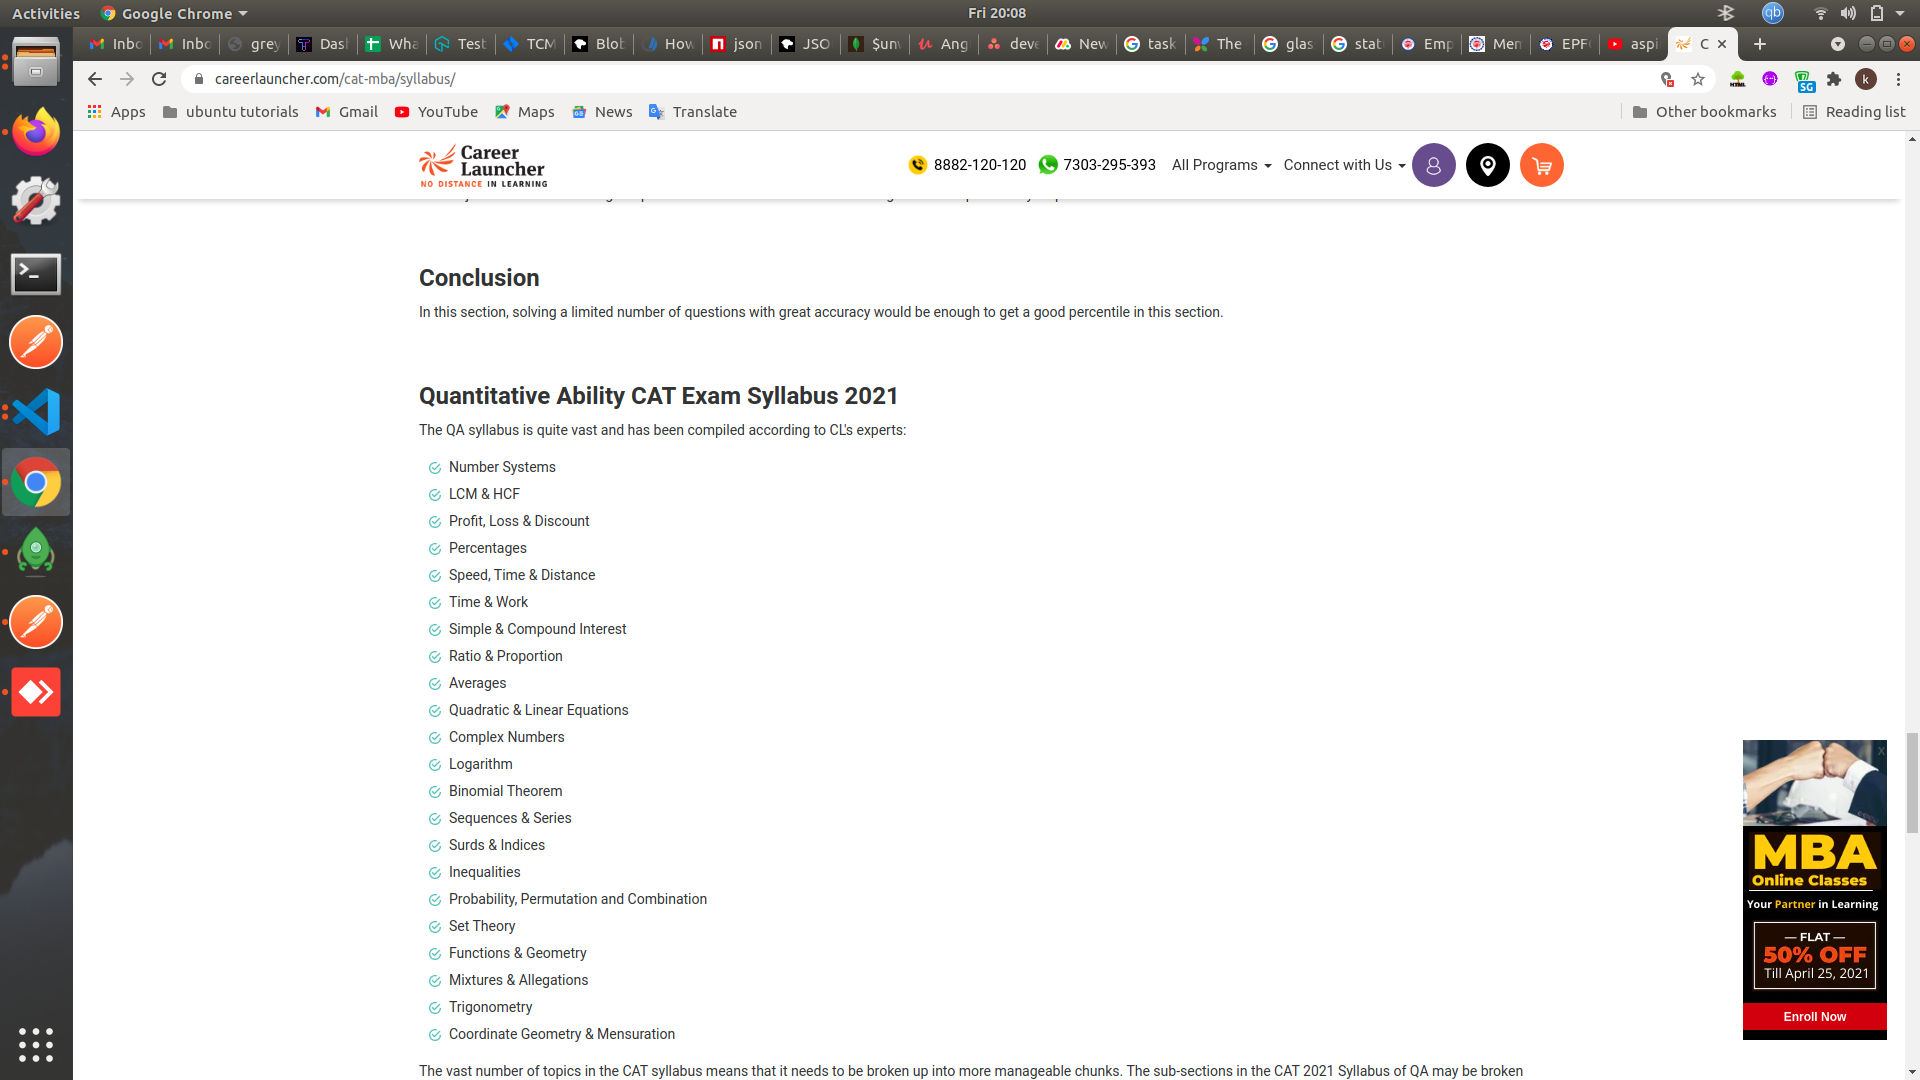 Activities Google Chrome Fri 20:08
Inbo Inbo grey Das Wha Test TCM Blob How json JSO $unv Ang deve New task The glas stat Emp Men EPFO aspi C
careerlauncher.com/cat-mba/syllabus/
Apps ubuntu tutorials Gmail YouTube Maps News Translate Other bookmarks Reading list
Career Launcher
NO DISTANCE IN LEARNING
8882-120-120 7303-295-393 All Programs Connect with Us
Conclusion
In this section, solving a limited number of questions with great accuracy would be enough to get a good percentile in this section.
Quantitative Ability CAT Exam Syllabus 2021
The QA syllabus is quite vast and has been compiled according to CL's experts:
Number Systems
LCM & HCF
Profit, Loss & Discount
Percentages
Speed, Time & Distance
Time & Work
Simple & Compound Interest
Ratio & Proportion
Averages
Quadratic & Linear Equations
Complex Numbers
Logarithm
Binomial Theorem
Sequences & Series
Surds & Indices
Inequalities
Probability, Permutation and Combination
Set Theory
Functions & Geometry
Mixtures & Allegations
Trigonometry
Coordinate Geometry & Mensuration
The vast number of topics in the CAT syllabus means that it needs to be broken up into more manageable chunks. The sub-sections in the CAT 2021 Syllabus of QA may be broken
X
MBA
Online Classes
Your Partner in Learning
— FLAT —
50% OFF
Till April 25, 2021
Enroll Now